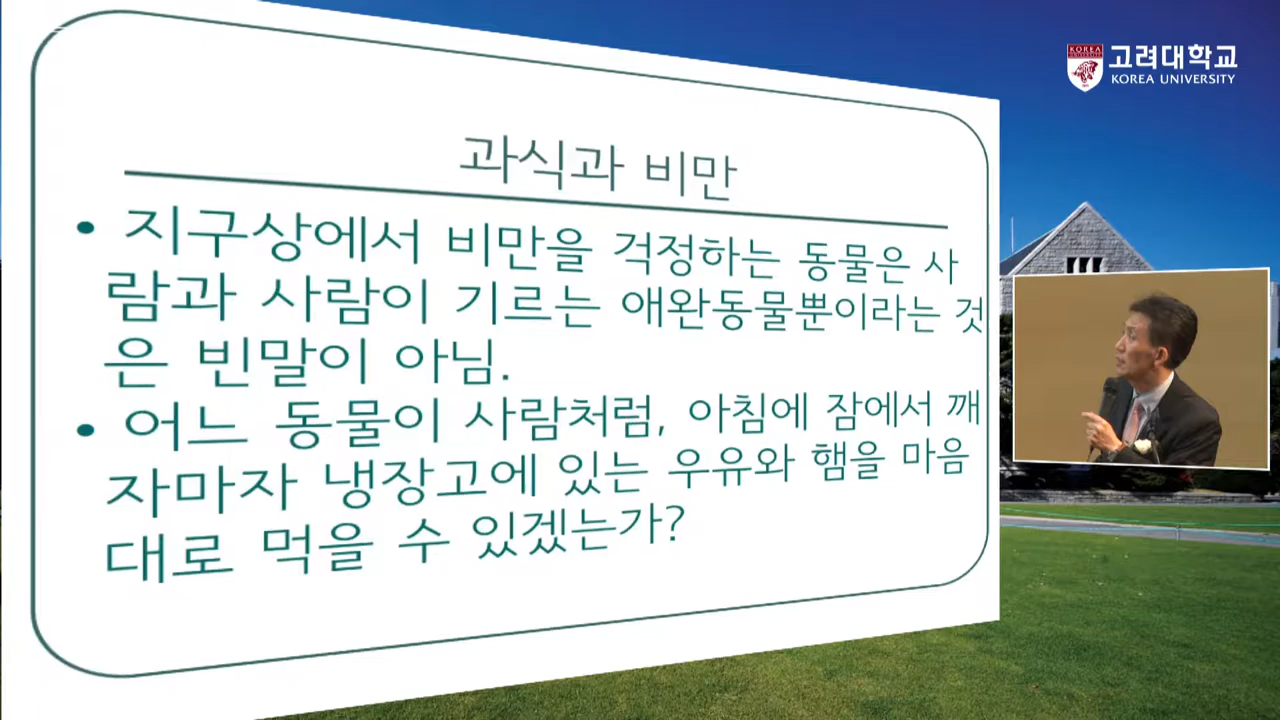 고려대학교
KOREA UNIVERSITY
KOREA
과식과 비만
• 지구상에서 비만을 걱정하는 동물은 사
람과 사람이 기르는 애완동물뿐이라는 것
은 빈말이 아님.
• 어느 동물이 사람처럼, 아침에 잠에서 깨
자마자 냉장고에 있는 우유와 햄을 마음
대로 먹을 수 있겠는가?